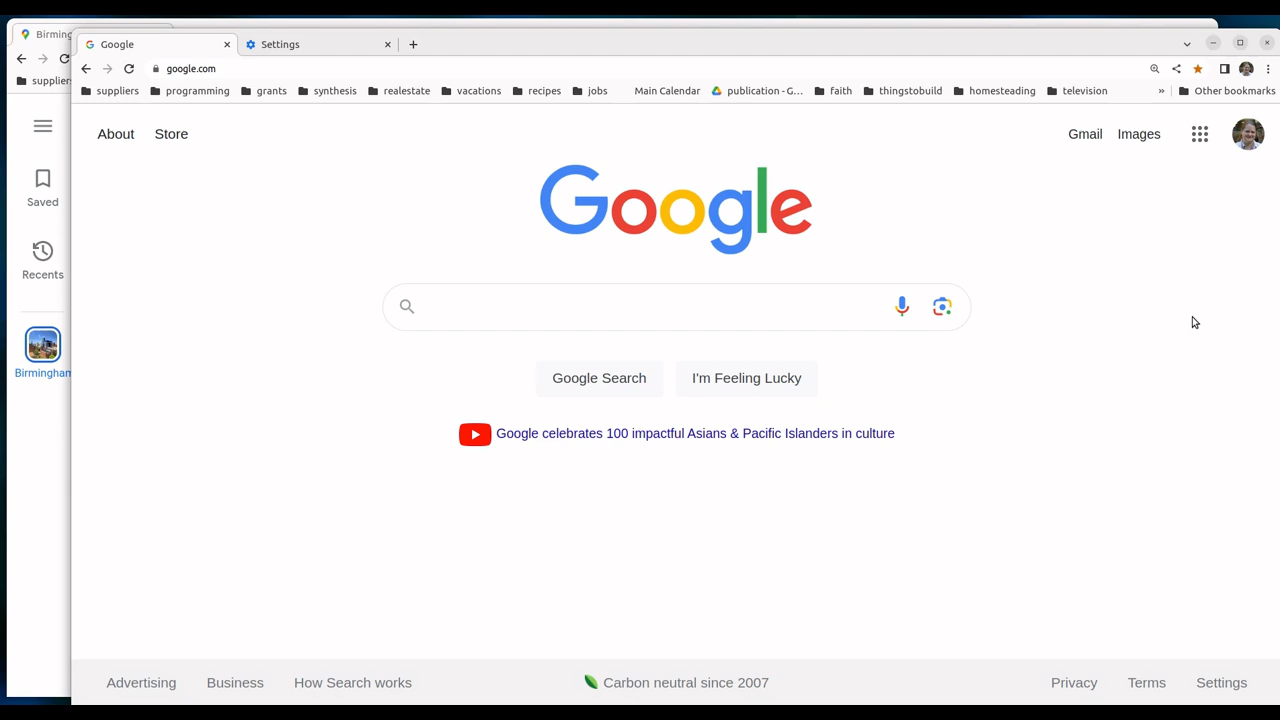 Birming
Google
Settings
google.com
suppliers
suppliers
programming
grants
synthesis
realestate
vacations
recipes
jobs
Main Calendar
publication - G...
faith
thingstobuild
homesteading
television
»
Other bookmarks
About
Store
Gmail
Images
Saved
Recents
Birmingham
Google
Google Search
I'm Feeling Lucky
Google celebrates 100 impactful Asians & Pacific Islanders in culture
Advertising
Business
How Search works
Carbon neutral since 2007
Privacy
Terms
Settings